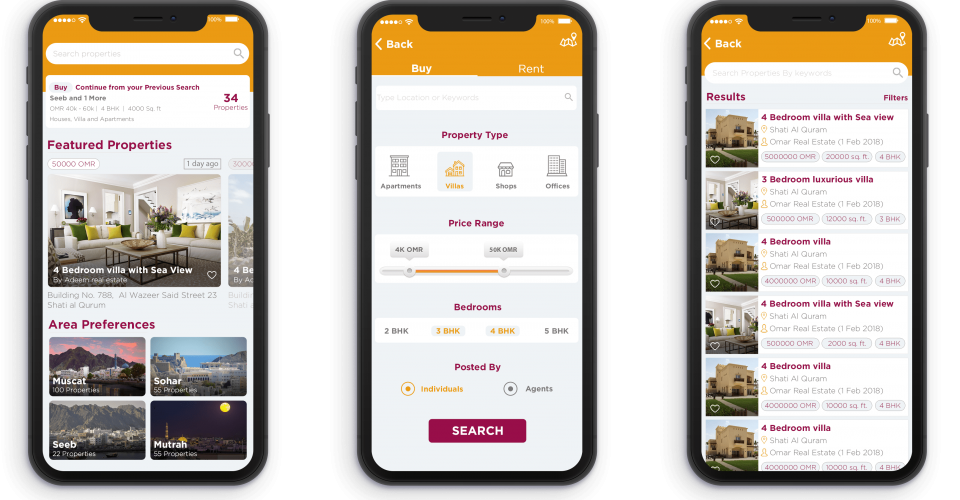 100%
Search properties
Buy Continue from your Previous Search
Seeb and 1 More
OMR 40k - 60k | 4 BHK | 4000 Sq. ft
Houses, Villa and Apartments
34
Properties
Featured Properties
50000 OMR
1 day ago
3000
4 Bedroom villa with Sea View
By Adeem real estate
4 Be
By Ad
Building No. 788, Al Wazeer Said Street 23
Shati al Qurum
Buildi
Shati
Area Preferences
Muscat
100 Properties
Sohar
55 Properties
Seeb
22 Properties
Mutrah
55 Properties
100%
Back
Buy
Rent
Type Location or Keywords
Property Type
Apartments
Villas
Shops
Offices
Price Range
4K OMR
50K OMR
Bedrooms
2 BHK
3 BHK
4 BHK
5 BHK
Posted By
Individuals
Agents
SEARCH
100%
Back
Search Properties By keywords
Results
Filters
4 Bedroom villa with Sea view
Shati Al Quram
Omar Real Estate (1 Feb 2018)
5000000 OMR
20000 sq. ft.
4 BHK
3 Bedroom luxurious villa
Shati Al Quram
Omar Real Estate (1 Feb 2018)
500000 OMR
12000 sq. ft.
3 BHK
4 Bedroom villa
Shati Al Quram
Omar Real Estate (1 Feb 2018)
4000000 OMR
10000 sq. ft.
4 BHK
4 Bedroom villa with Sea view
Shati Al Quram
Omar Real Estate (1 Feb 2018)
500000 OMR
2000 sq. ft.
4 BHK
4 Bedroom villa
Shati Al Quram
Omar Real Estate (1 Feb 2018)
4000000 OMR
10000 sq. ft.
4 BHK
4 Bedroom villa
Shati Al Quram
Omar Real Estate (1 Feb 2018)
4000000 OMR
10000 sq. ft.
4 BHK